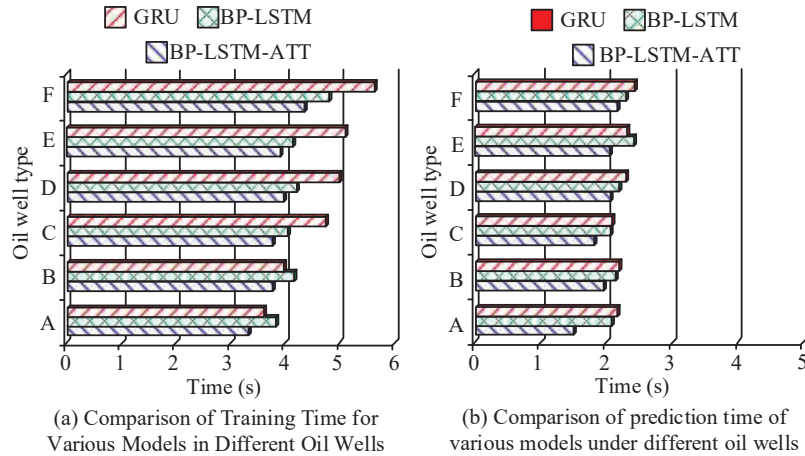 GRU BP-LSTM
BP-LSTM-ATT
Oil well type
F
E
D
C
B
A
0 1 2 3 4 5 6
Time (s)
(a) Comparison of Training Time for
Various Models in Different Oil Wells
GRU BP-LSTM
BP-LSTM-ATT
Oil well type
F
E
D
C
B
A
0 1 2 3 4 5
Time (s)
(b) Comparison of prediction time of
various models under different oil wells